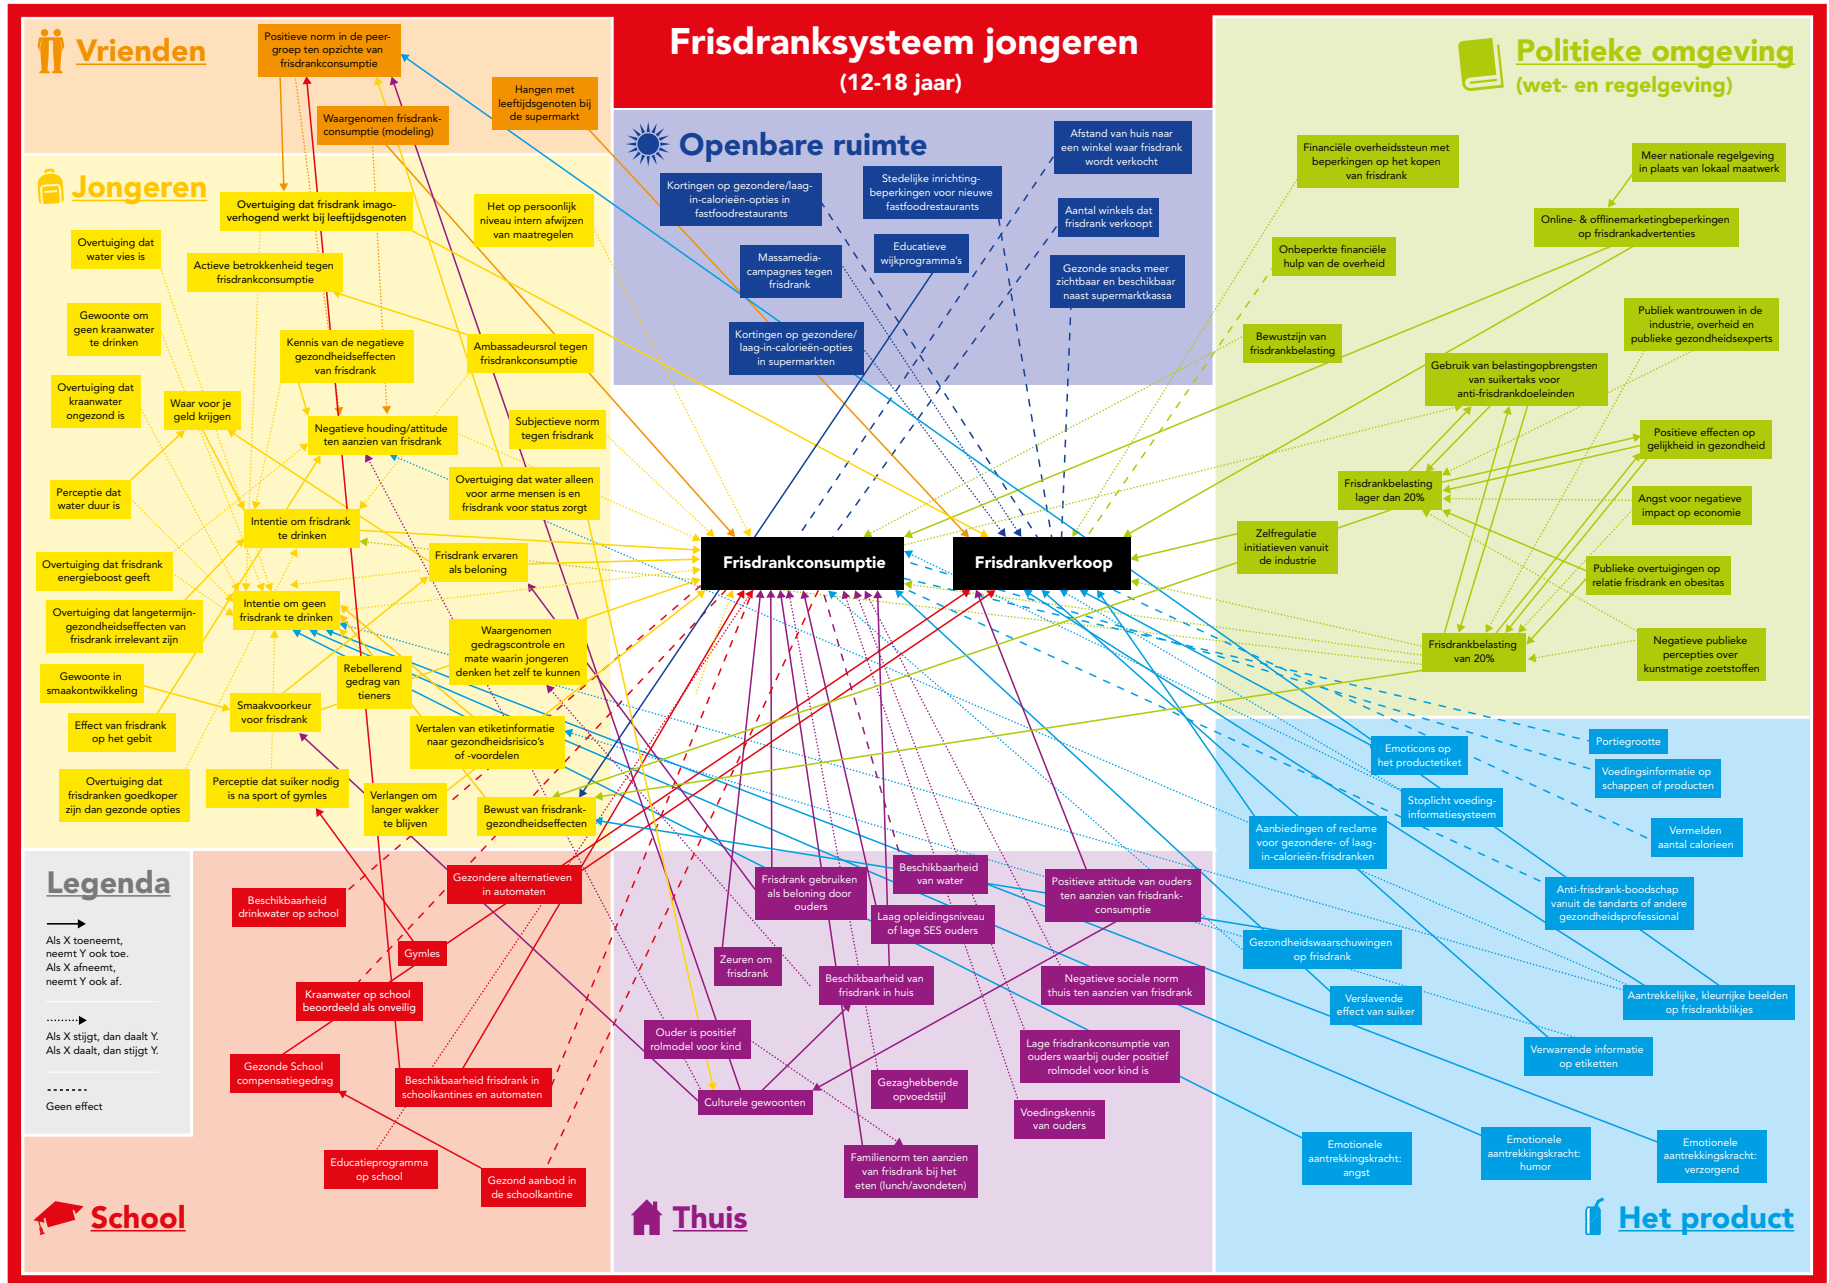 Frisdranksysteem jongeren
(12-18 jaar)
Vrienden
Positieve norm in de peer-
groep ten opzichte van
frisdrankconsumptie
Hangen met
leeftijdsgenoten bij
de supermarkt
Waargenomen frisdrank-
consumptie (modeling)
Jongeren
Overtuiging dat frisdrank imago-
verhogend werkt bij leeftijdsgenoten
Het op persoonlijk
niveau intern afwijzen
van maatregelen
Overtuiging dat
water vies is
Actieve betrokkenheid tegen
frisdrankconsumptie
Gewoonte om
geen kraanwater
te drinken
Kennis van de negatieve
gezondheidseffecten
van frisdrank
Ambassadeursrol tegen
frisdrankconsumptie
Overtuiging dat
kraanwater
ongezond is
Waar voor je
geld krijgen
Negatieve houding/attitude
ten aanzien van frisdrank
Subjectieve norm
tegen frisdrank
Overtuiging dat water alleen
voor arme mensen is en
frisdrank voor status zorgt
Perceptie dat
water duur is
Intentie om frisdrank
te drinken
Frisdrank ervaren
als beloning
Overtuiging dat frisdrank
energieboost geeft
Intentie om geen
frisdrank te drinken
Overtuiging dat langetermijn-
gezondheidseffecten van
frisdrank irrelevant zijn
Waargenomen
gedragscontrole en
mate waarin jongeren
denken het zelf te kunnen
Rebellerend
gedrag van
tieners
Gewoonte in
smaakontwikkeling
Smaakvoorkeur
voor frisdrank
Effect van frisdrank
op het gebit
Vertalen van etiketinformatie
naar gezondheidsrisico's
of -voordelen
Overtuiging dat
frisdranken goedkoper
zijn dan gezonde opties
Perceptie dat suiker nodig
is na sport of gymles
Verlangen om
langer wakker
te blijven
Bewust van frisdrank-
gezondheidseffecten
Openbare ruimte
Afstand van huis naar
een winkel waar frisdrank
wordt verkocht
Kortingen op gezondere/laag-
in-calorieën-opties in
fastfoodrestaurants
Stedelijke inrichting-
beperkingen voor nieuwe
fastfoodrestaurants
Aantal winkels dat
frisdrank verkoopt
Massamedia-
campagnes tegen
frisdrank
Educatieve
wijkprogramma's
Gezonde snacks meer
zichtbaar en beschikbaar
naast supermarktkassa
Kortingen op gezondere/
laag-in-calorieën-opties
in supermarkten
Frisdrankconsumptie
Frisdrankverkoop
Politieke omgeving
(wet- en regelgeving)
Financiële overheidssteun met
beperkingen op het kopen
van frisdrank
Meer nationale regelgeving
in plaats van lokaal maatwerk
Online- & offlinemarketingbeperkingen
op frisdrankadvertenties
Onbeperkte financiële
hulp van de overheid
Publiek wantrouwen in de
industrie, overheid en
publieke gezondheidsexperts
Bewustzijn van
frisdrankbelasting
Gebruik van belastingopbrengsten
van suikertaks voor
anti-frisdrankdoeleinden
Positieve effecten op
gelijkheid in gezondheid
Frisdrankbelasting
lager dan 20%
Angst voor negatieve
impact op economie
Zelfregulatie
initiatieven vanuit
de industrie
Publieke overtuigingen op
relatie frisdrank en obesitas
Frisdrankbelasting
van 20%
Negatieve publieke
percepties over
kunstmatige zoetstoffen
Legenda
Als X toeneemt,
neemt Y ook toe.
Als X afneemt,
neemt Y ook af.
Als X stijgt, dan daalt Y.
Als X daalt, dan stijgt Y.
Geen effect
Gezondere alternatieven
in automaten
Beschikbaarheid
drinkwater op school
Gymles
Kraanwater op school
beoordeeld als onveilig
Gezonde School
compensatiegedrag
Beschikbaarheid frisdrank in
schoolkantines en automaten
Educatieprogramma
op school
Gezond aanbod in
de schoolkantine
School
Frisdrank gebruiken
als beloning door
ouders
Beschikbaarheid
van water
Positieve attitude van ouders
ten aanzien van frisdrank-
consumptie
Laag opleidingsniveau
of lage SES ouders
Zeuren om
frisdrank
Beschikbaarheid van
frisdrank in huis
Negatieve sociale norm
thuis ten aanzien van frisdrank
Ouder is positief
rolmodel voor kind
Lage frisdrankconsumptie van
ouders waarbij ouder positief
rolmodel voor kind is
Gezaghebbende
opvoedstijl
Culturele gewoonten
Voedingskennis
van ouders
Familienorm ten aanzien
van frisdrank bij het
eten (lunch/avondeten)
Thuis
Portiegrootte
Emoticons op
het productetiket
Voedingsinformatie op
schappen of producten
Stoplicht voeding-
informatiesysteem
Aanbiedingen of reclame
voor gezondere- of laag-
in-calorieën-frisdranken
Vermelden
aantal calorieen
Anti-frisdrank-boodschap
vanuit de tandarts of andere
gezondheidsprofessional
Gezondheidswaarschuwingen
op frisdrank
Verslavende
effect van suiker
Aantrekkelijke, kleurrijke beelden
op frisdrankblikjes
Verwarrende informatie
op etiketten
Emotionele
aantrekkingskracht:
angst
Emotionele
aantrekkingskracht:
humor
Emotionele
aantrekkingskracht:
verzorgend
Het product